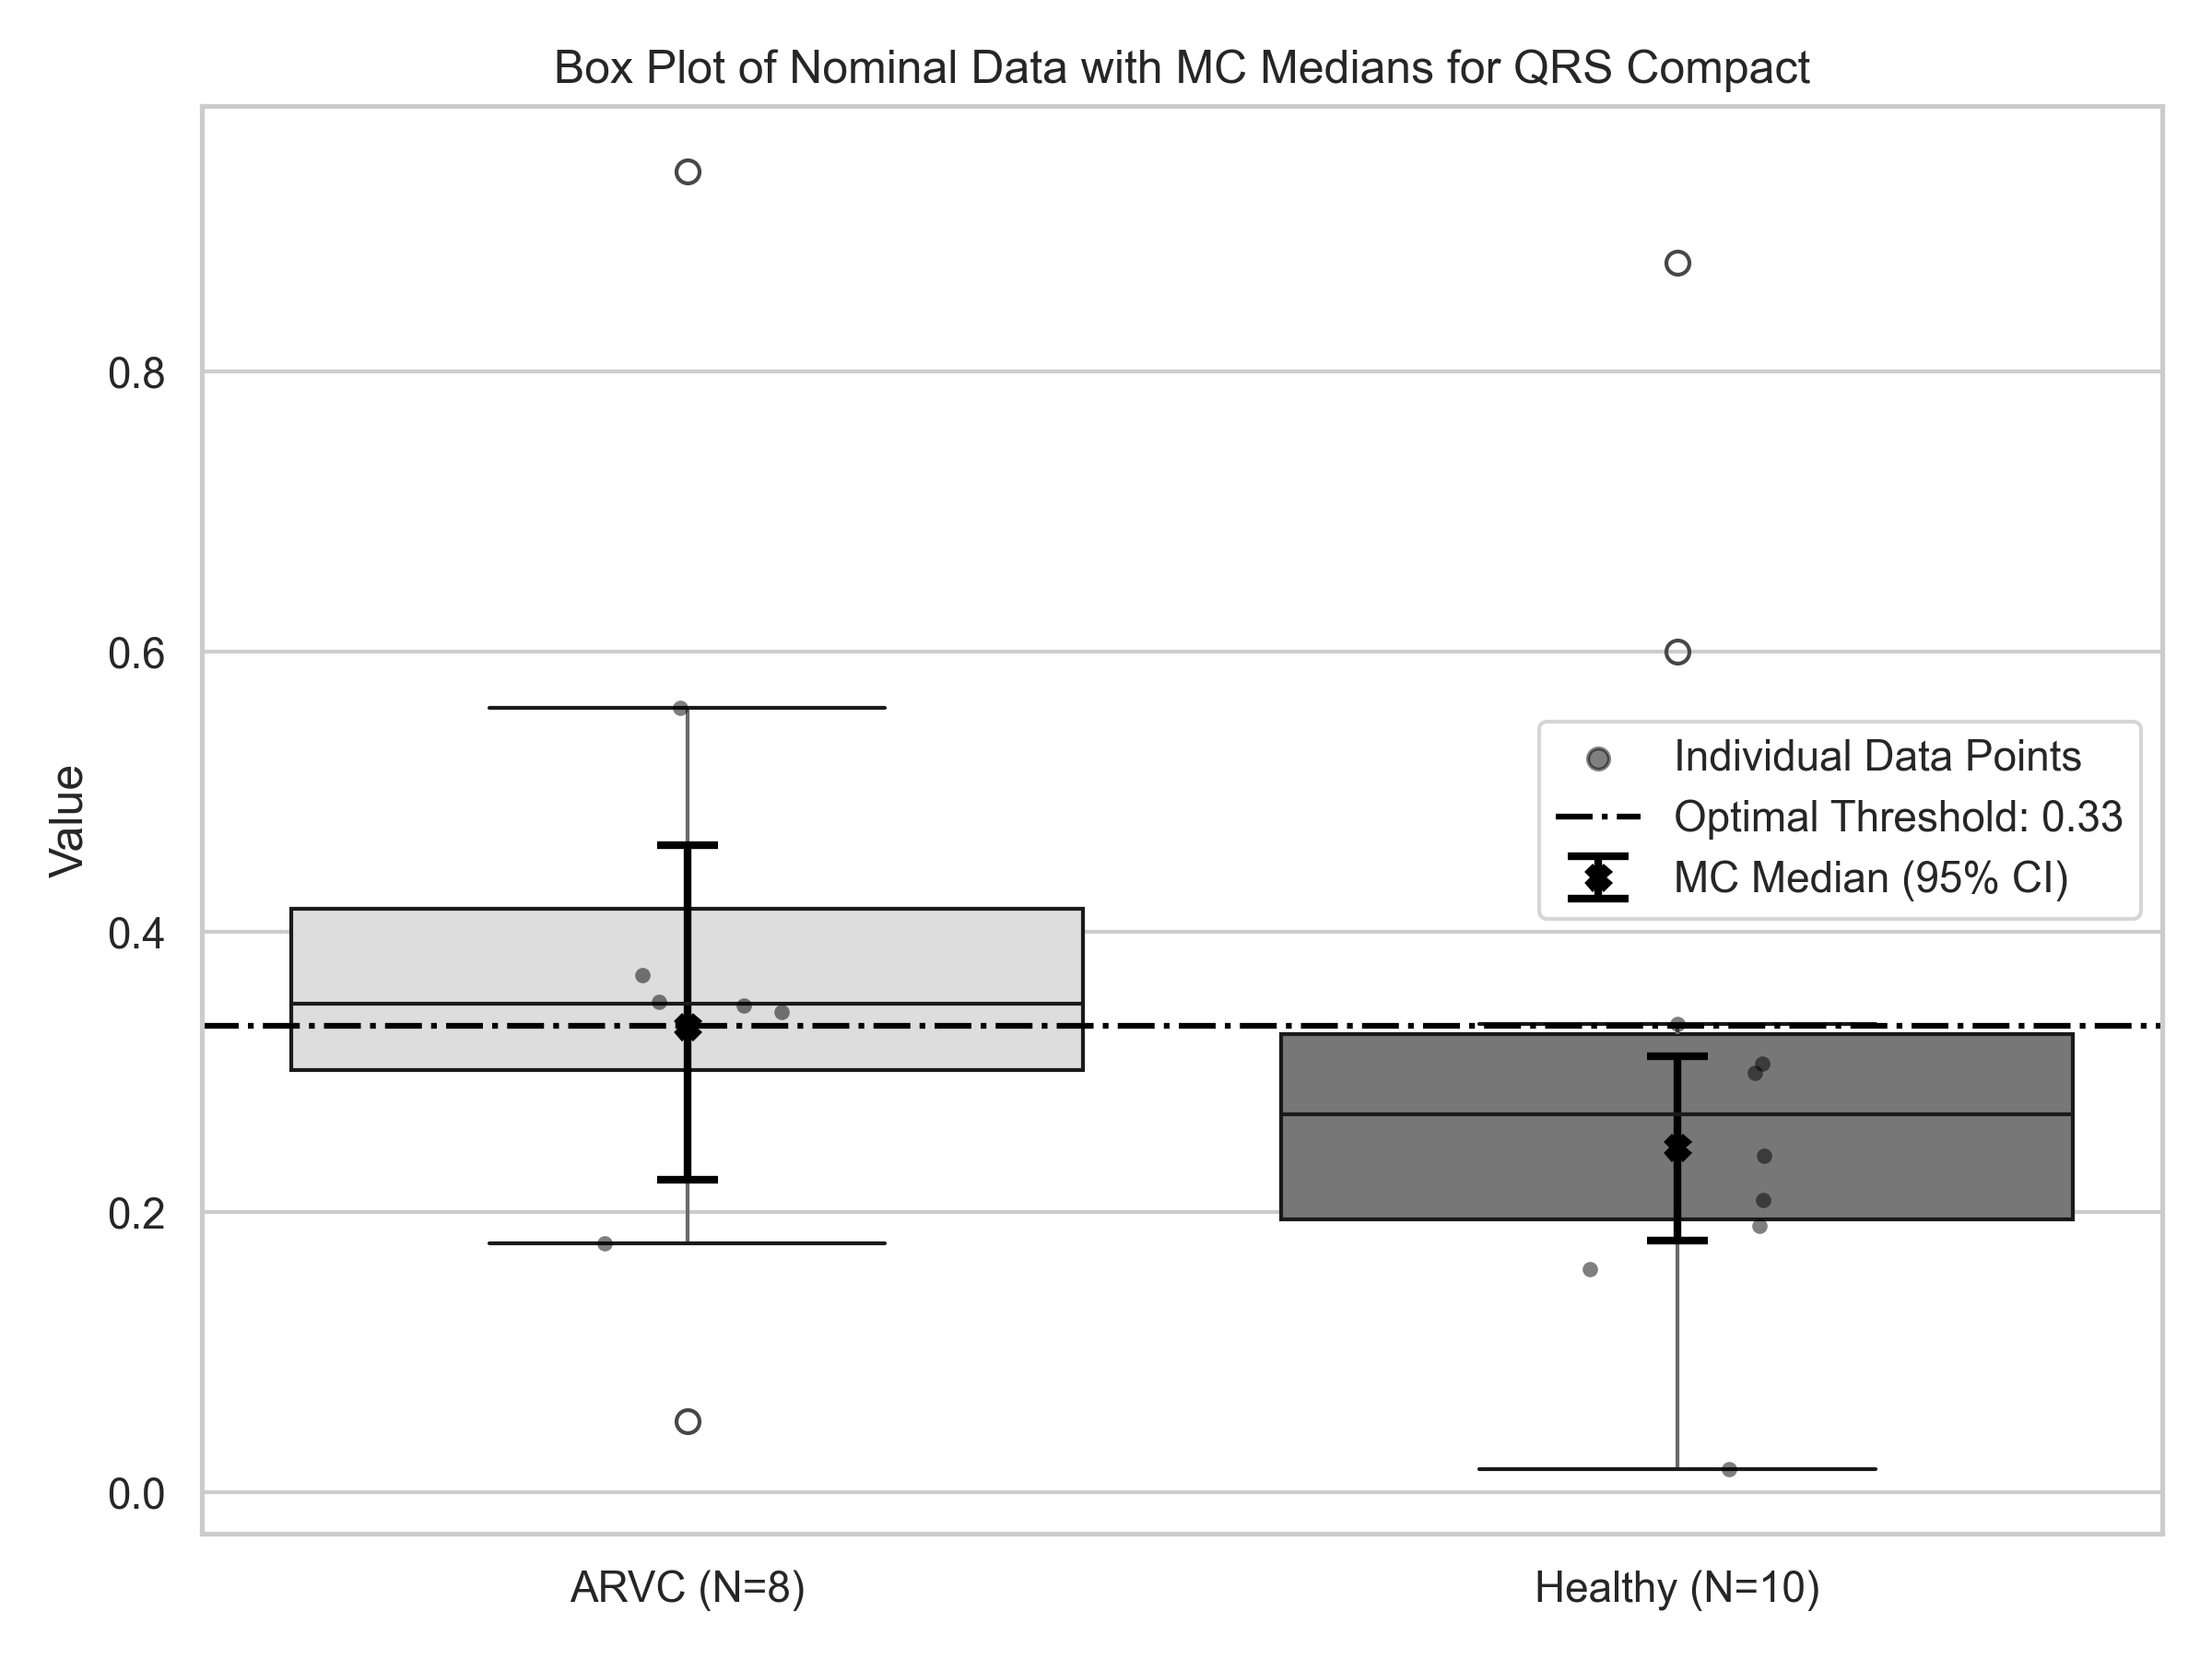 Box Plot of Nominal Data with MC Medians for QRS Compact
Value
0.8
0.6
0.4
0.2
0.0
Individual Data Points
Optimal Threshold: 0.33
MC Median (95% CI)
ARVC (N=8)
Healthy (N=10)